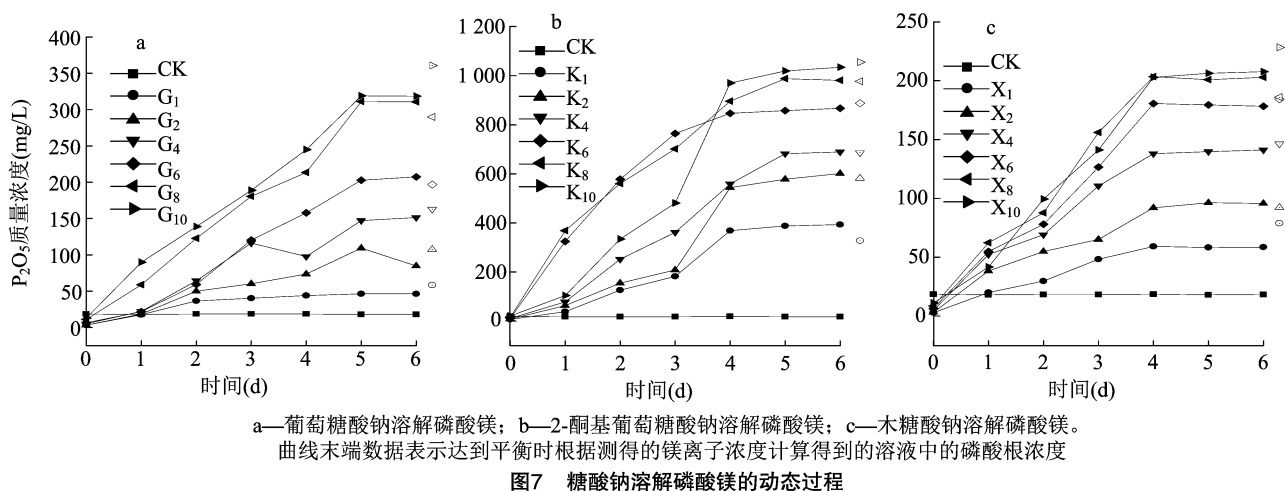 a
b
c
P2O5质量浓度(mg/L)
400
350
300
250
200
150
100
50
0
CK
G1
G2
G4
G6
G8
G10
0 1 2 3 4 5 6
时间(d)
1 200
1 000
800
600
400
200
0
CK
K1
K2
K4
K6
K8
K10
0 1 2 3 4 5 6
时间(d)
250
200
150
100
50
0
CK
X1
X2
X4
X6
X8
X10
0 1 2 3 4 5 6
时间(d)
a—葡萄糖酸钠溶解磷酸镁；b—2-酮基葡萄糖酸钠溶解磷酸镁；c—木糖酸钠溶解磷酸镁。
曲线末端数据表示达到平衡时根据测得的镁离子浓度计算得到的溶液中的磷酸根浓度
图7 糖酸钠溶解磷酸镁的动态过程